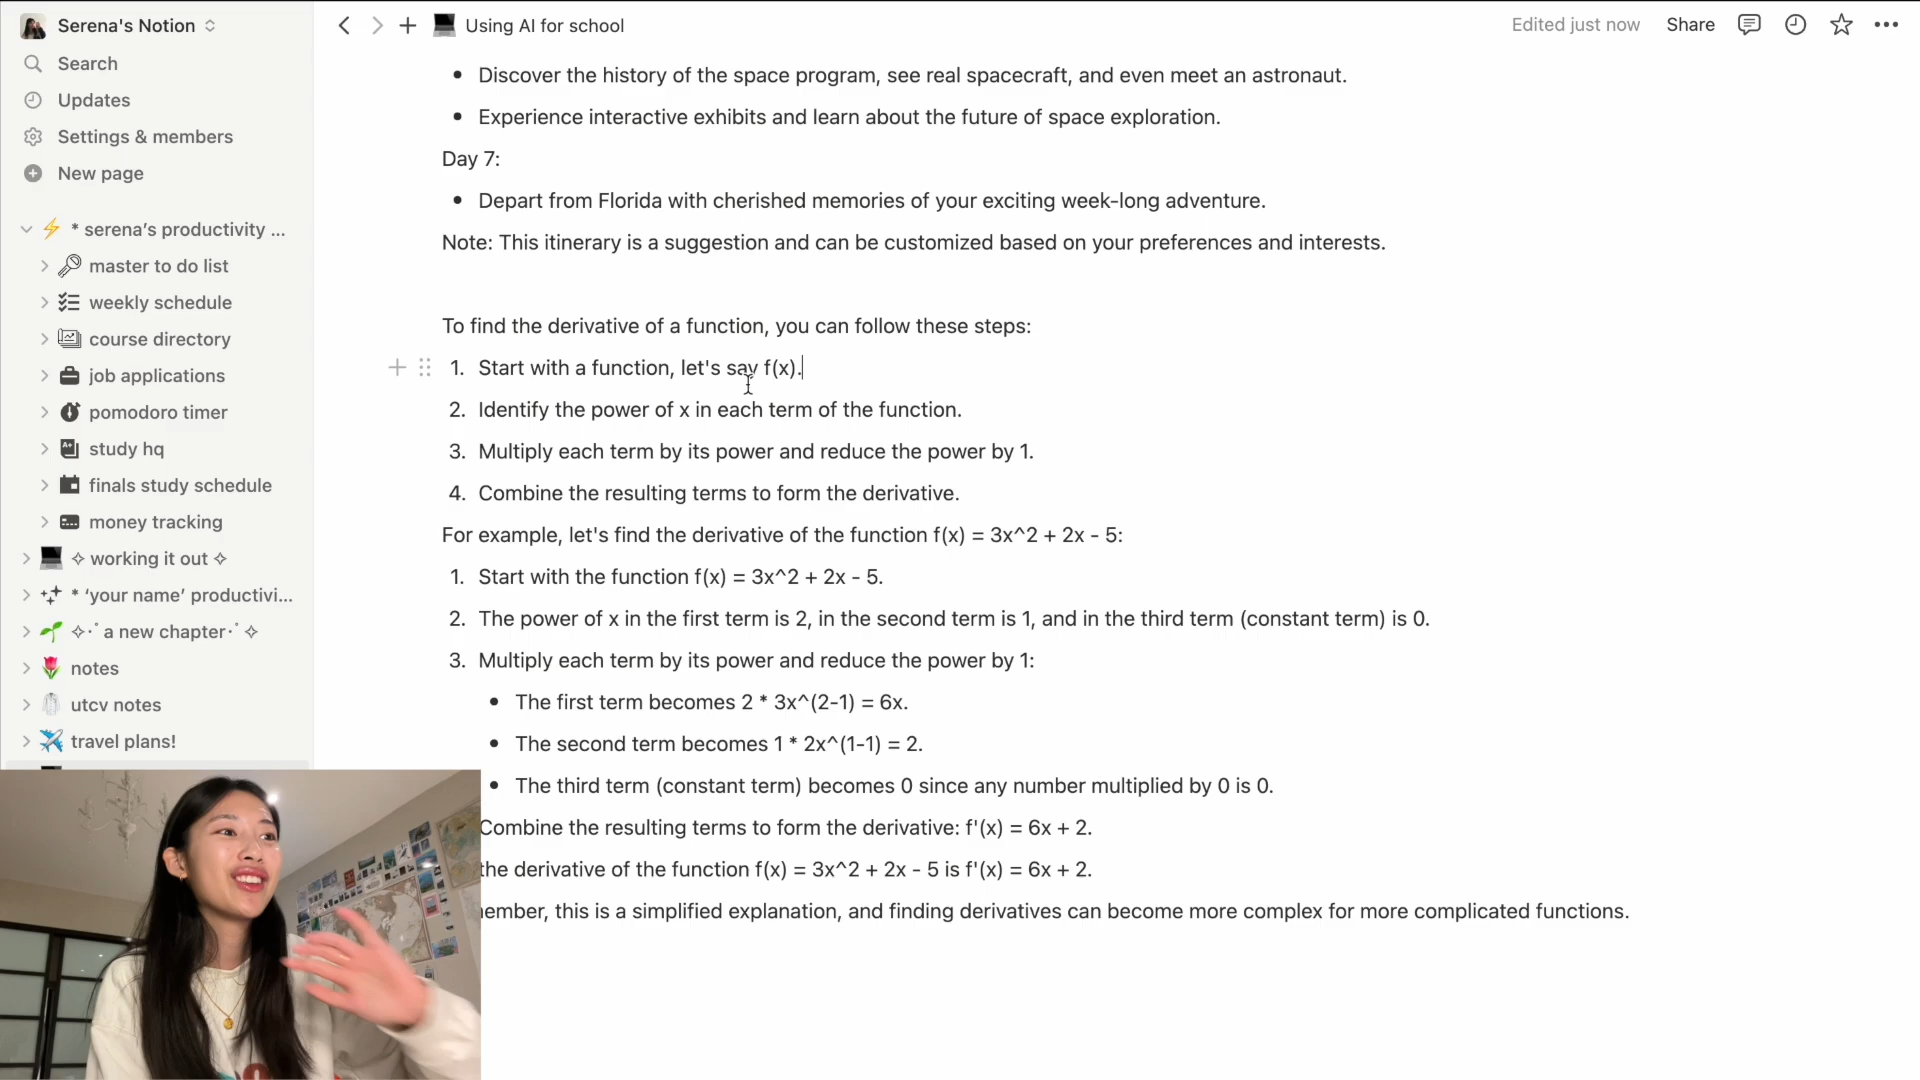 Serena's Notion
Using AI for school
Edited just now
Share
Search
Updates
Settings & members
New page
* serena's productivity ...
master to do list
weekly schedule
course directory
job applications
pomodoro timer
study hq
finals study schedule
money tracking
✧ working it out ✧
* ‘your name’ productivi...
✧･ﾟa new chapter･ﾟ✧
notes
utcv notes
travel plans!
• Discover the history of the space program, see real spacecraft, and even meet an astronaut.
• Experience interactive exhibits and learn about the future of space exploration.
Day 7:
• Depart from Florida with cherished memories of your exciting week-long adventure.
Note: This itinerary is a suggestion and can be customized based on your preferences and interests.
To find the derivative of a function, you can follow these steps:
1. Start with a function, let's say f(x).
2. Identify the power of x in each term of the function.
3. Multiply each term by its power and reduce the power by 1.
4. Combine the resulting terms to form the derivative.
For example, let's find the derivative of the function f(x) = 3x^2 + 2x - 5:
1. Start with the function f(x) = 3x^2 + 2x - 5.
2. The power of x in the first term is 2, in the second term is 1, and in the third term (constant term) is 0.
3. Multiply each term by its power and reduce the power by 1:
• The first term becomes 2 * 3x^(2-1) = 6x.
• The second term becomes 1 * 2x^(1-1) = 2.
• The third term (constant term) becomes 0 since any number multiplied by 0 is 0.
Combine the resulting terms to form the derivative: f'(x) = 6x + 2.
the derivative of the function f(x) = 3x^2 + 2x - 5 is f'(x) = 6x + 2.
ember, this is a simplified explanation, and finding derivatives can become more complex for more complicated functions.